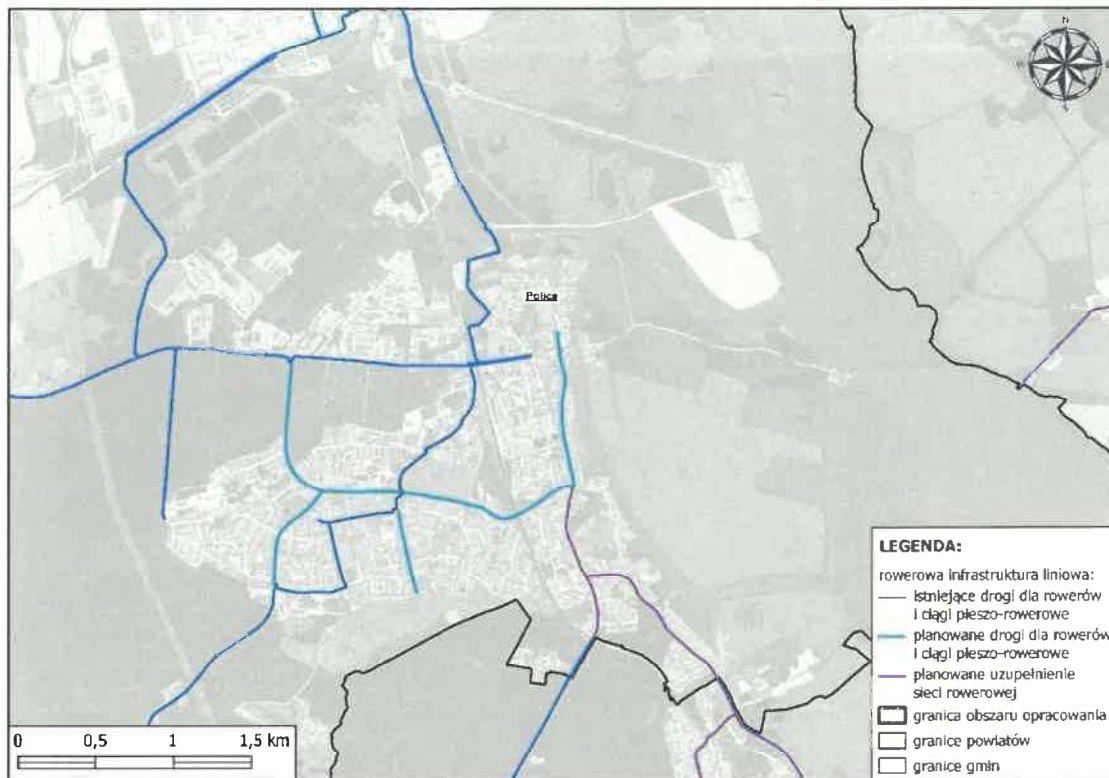 N
W
Police
LEGENDA:
rowerowa infrastruktura liniowa:
istniejące drogi dla rowerów
i ciągi pieszo-rowerowe
planowane drogi dla rowerów
i ciągi pieszo-rowerowe
planowane uzupełnienie
sieci rowerowej
granica obszaru opracowania
granice powiatów
granice gmin
0 0,5 1 1,5 km